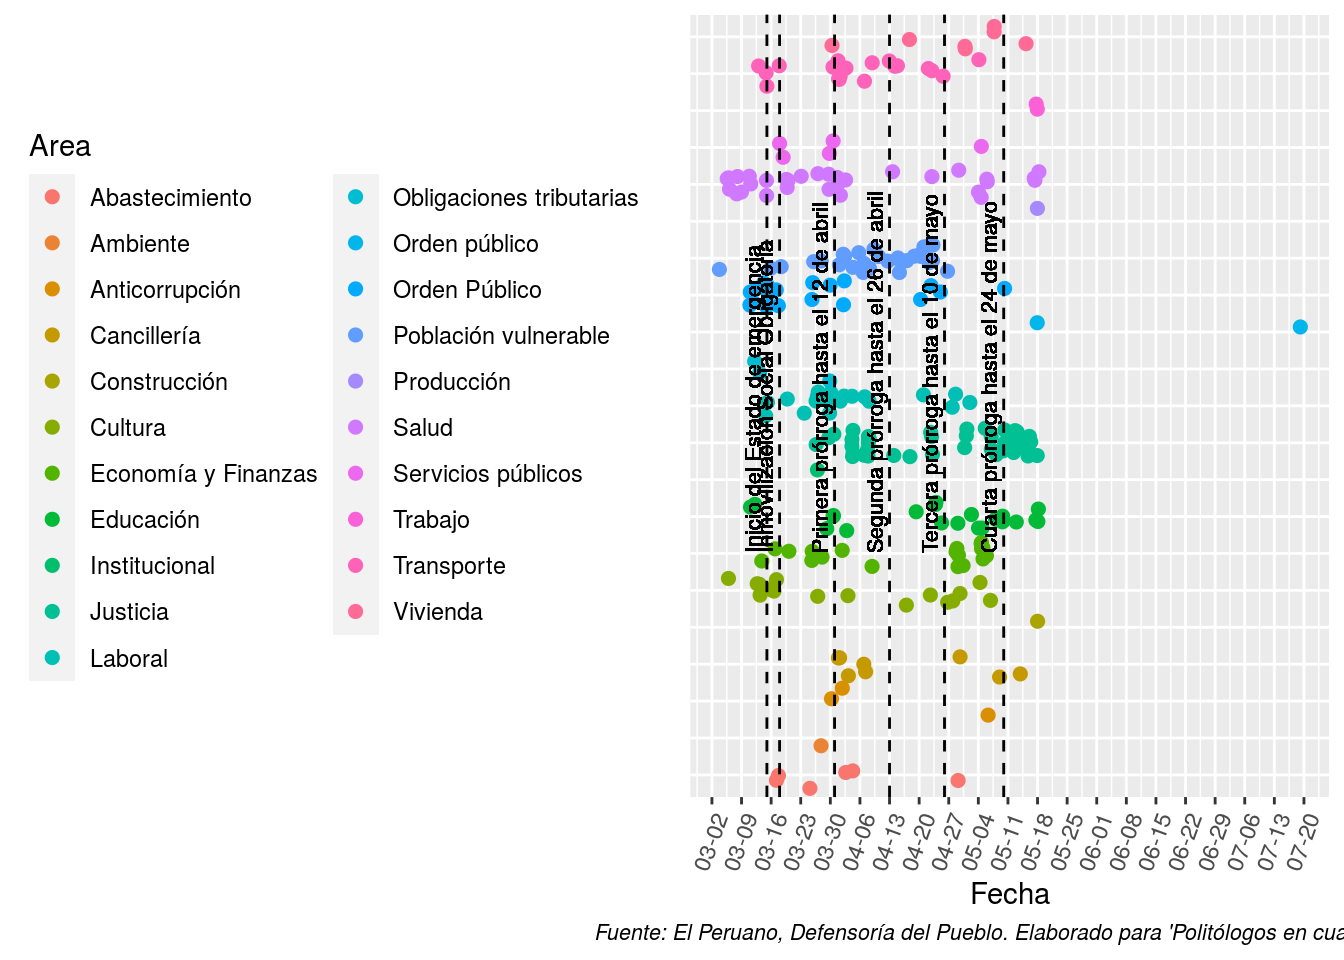 Area
Abastecimiento
Ambiente
Anticorrupción
Cancillería
Construcción
Cultura
Economía y Finanzas
Educación
Institucional
Justicia
Laboral
Obligaciones tributarias
Orden público
Orden Público
Población vulnerable
Producción
Salud
Servicios públicos
Trabajo
Transporte
Vivienda
Inicio del Estado de emergencia
Inmovilización Social Obligatoria
Primera prórroga hasta el 12 de abril
Segunda prórroga hasta el 26 de abril
Tercera prórroga hasta el 10 de mayo
Cuarta prórroga hasta el 24 de mayo
03-02
03-09
03-16
03-23
03-30
04-06
04-13
04-20
04-27
05-04
05-11
05-18
05-25
06-01
06-08
06-15
06-22
06-29
07-06
07-13
07-20
Fecha
Fuente: El Peruano, Defensoría del Pueblo. Elaborado para 'Politólogos en cua